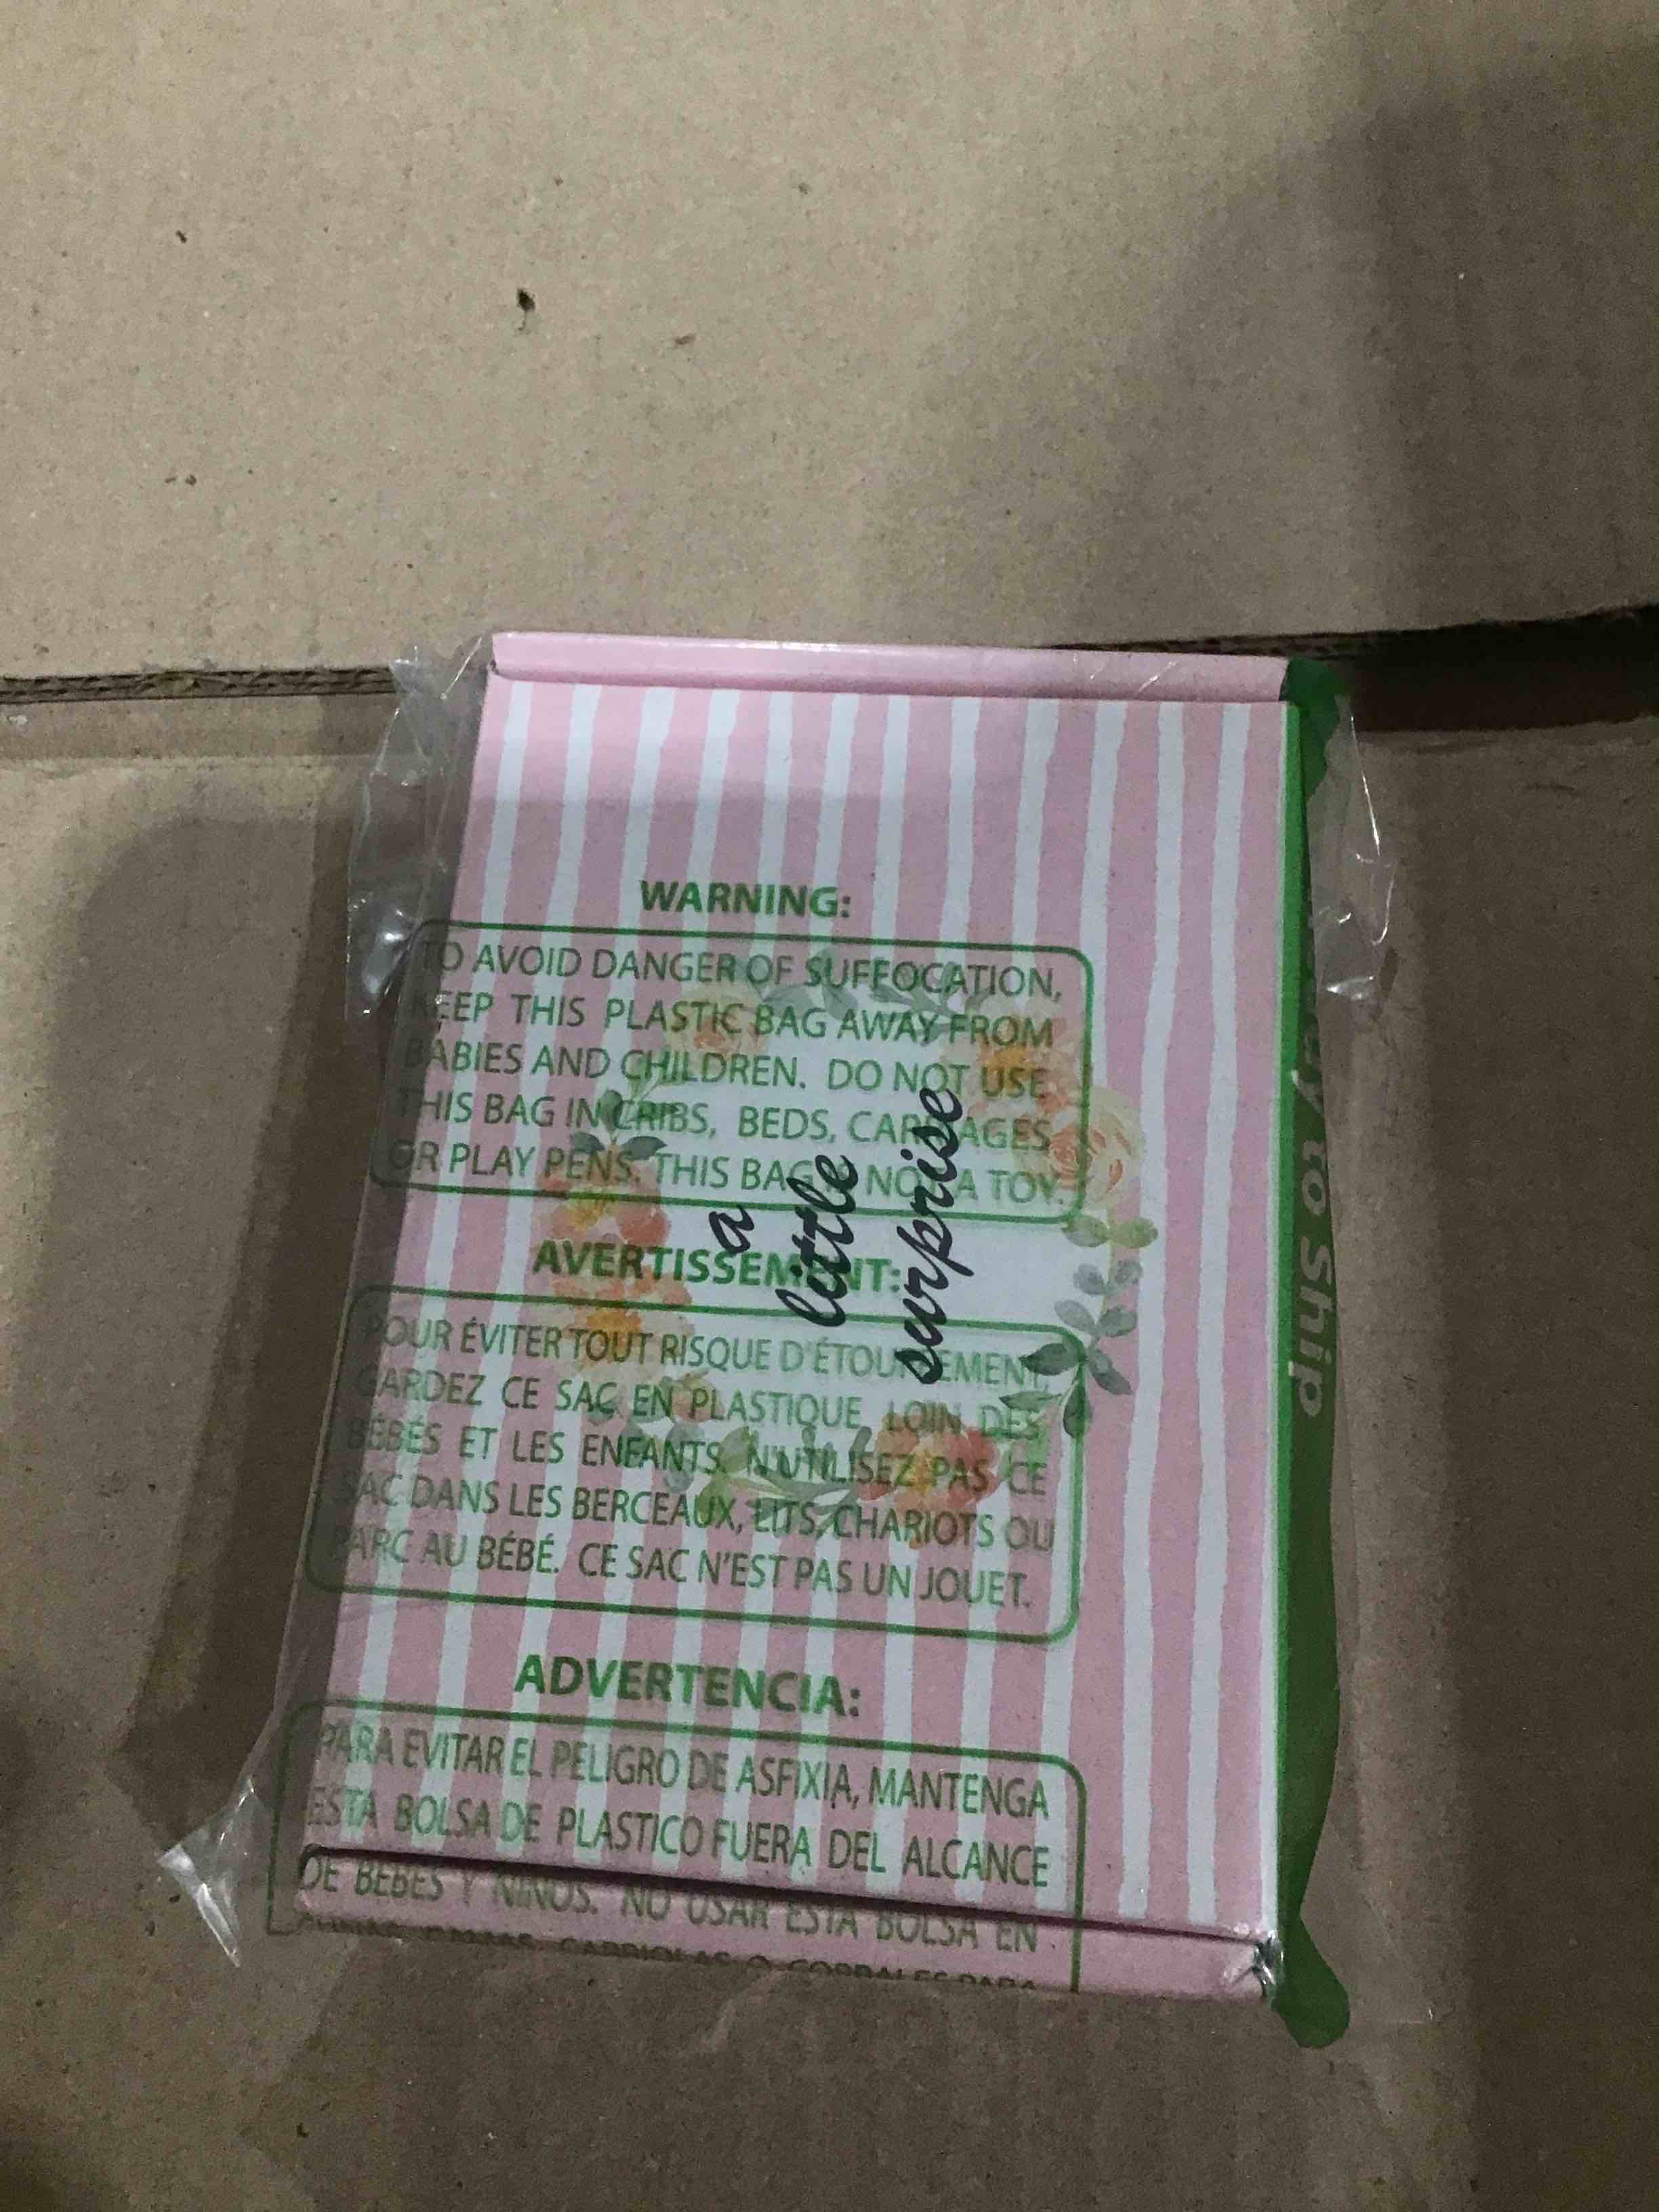 WARNING:
TO AVOID DANGER OF SUFFOCATION,
KEEP THIS PLASTIC BAG AWAY FROM
BABIES AND CHILDREN. DO NOT USE
THIS BAG IN CRIBS, BEDS, CARRIAGES
OR PLAY PENS. THIS BAG IS NOT A TOY.
AVERTISSEMENT:
POUR ÉVITER TOUT RISQUE D'ÉTOUFFEMENT,
GARDEZ CE SAC EN PLASTIQUE LOIN DES
BÉBÉS ET LES ENFANTS. N'UTILISEZ PAS CE
SAC DANS LES BERCEAUX, LITS, CHARIOTS OU
PARC AU BÉBÉ. CE SAC N'EST PAS UN JOUET.
ADVERTENCIA:
PARA EVITAR EL PELIGRO DE ASFIXIA, MANTENGA
ESTA BOLSA DE PLASTICO FUERA DEL ALCANCE
DE BEBES Y NINOS. NO USAR ESTA BOLSA EN
CAMAS, CARRIOLAS O CORRALES PARA
a
little
surprise
to Ship